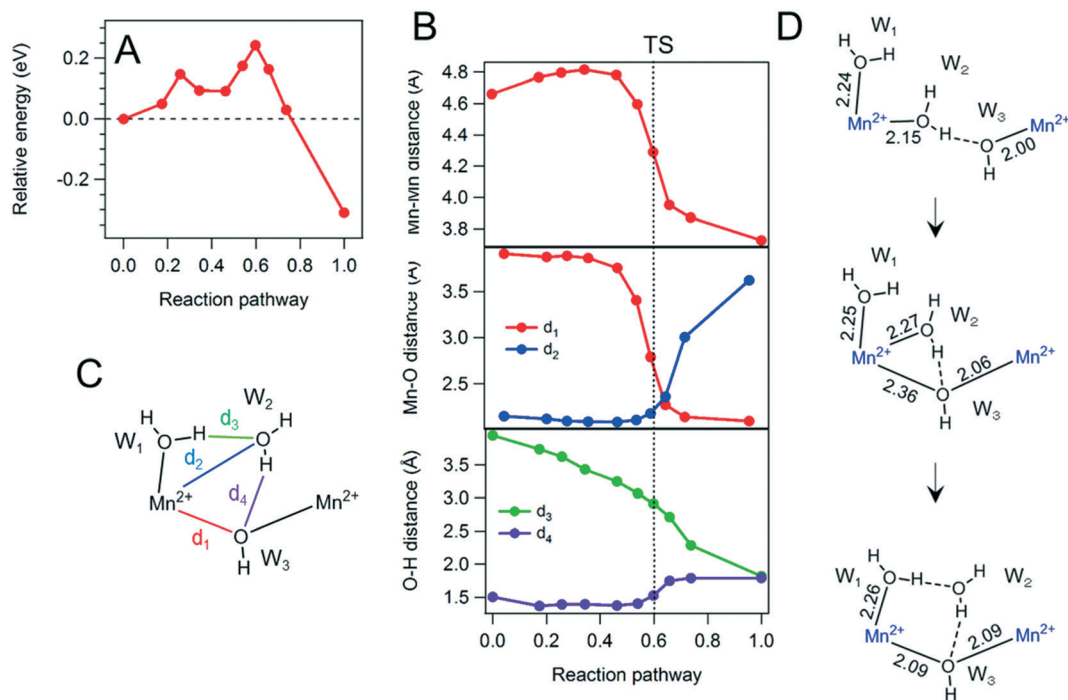 A
Relative energy (eV)
0.2
0.0
-0.2
0.0 0.2 0.4 0.6 0.8 1.0
Reaction pathway
B
TS
Mn-Mn distance (A)
4.8
4.6
4.4
4.2
4.0
3.8
Mn-O distance (A)
3.5
3.0
2.5
d₁
d₂
O-H distance (Å)
3.5
3.0
2.5
2.0
1.5
d₃
d₄
0.0 0.2 0.4 0.6 0.8 1.0
Reaction pathway
C
W₂
H
d₃
H
W₁
O
H
O
d₂
H
Mn²⁺
d₄
Mn²⁺
d₁
O
H
W₃
D
W₁
H
O
H
W₂
2.24
H
W₃
Mn²⁺
O
H
Mn²⁺
2.15
O
2.00
H
W₁
H
O
H
W₂
2.25
2.27
H
O
H
Mn²⁺
2.06
Mn²⁺
2.36
O
H
W₃
H
H
W₁
O
H
O
W₂
2.26
H
Mn²⁺
2.09
Mn²⁺
2.09
O
W₃
H